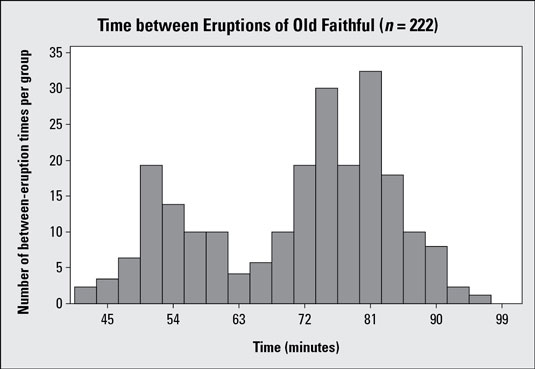 Time between Eruptions of Old Faithful (n = 222)
Number of between-eruption times per group
35
30
25
20
15
10
5
0
45 54 63 72 81 90 99
Time (minutes)